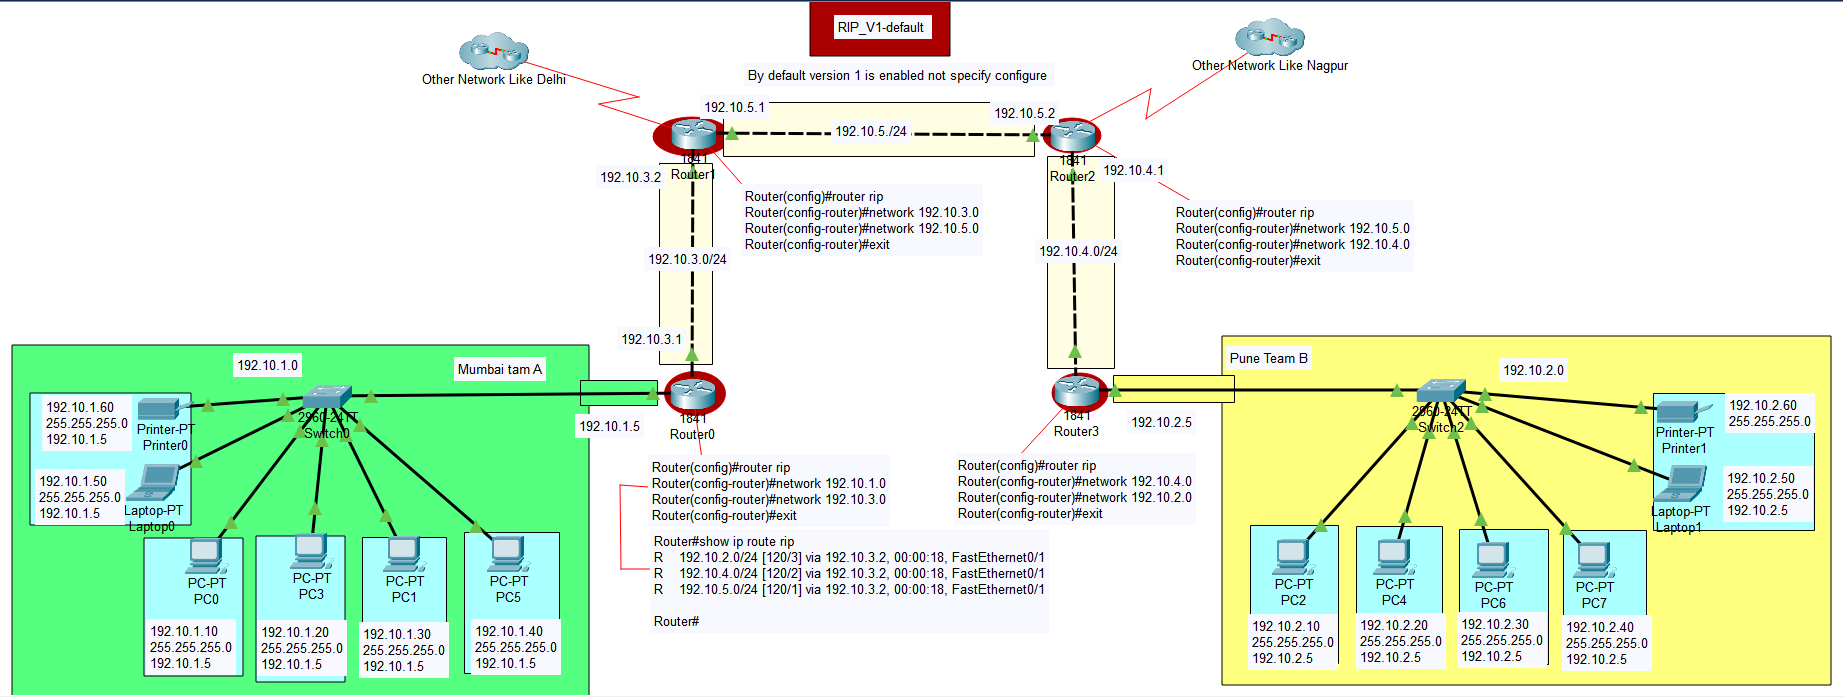 RIP_V1-default
By default version 1 is enabled not specify configure
Other Network Like Delhi
Other Network Like Nagpur
192.10.5.1
192.10.5./24
192.10.5.2
1841
Router1
192.10.3.2
1841
Router2
192.10.4.1
Router(config)#router rip
Router(config-router)#network 192.10.3.0
Router(config-router)#network 192.10.5.0
Router(config-router)#exit
Router(config)#router rip
Router(config-router)#network 192.10.5.0
Router(config-router)#network 192.10.4.0
Router(config-router)#exit
192.10.3.0/24
192.10.4.0/24
192.10.3.1
192.10.1.0
Mumbai tam A
2960-24TT
Switch0
192.10.1.60
255.255.255.0
192.10.1.5
Printer-PT
Printer0
192.10.1.50
255.255.255.0
192.10.1.5
Laptop-PT
Laptop0
192.10.1.5
1841
Router0
Router(config)#router rip
Router(config-router)#network 192.10.1.0
Router(config-router)#network 192.10.3.0
Router(config-router)#exit
Router#show ip route rip
R 192.10.2.0/24 [120/3] via 192.10.3.2, 00:00:18, FastEthernet0/1
R 192.10.4.0/24 [120/2] via 192.10.3.2, 00:00:18, FastEthernet0/1
R 192.10.5.0/24 [120/1] via 192.10.3.2, 00:00:18, FastEthernet0/1
Router#
PC-PT
PC0
192.10.1.10
255.255.255.0
192.10.1.5
PC-PT
PC3
192.10.1.20
255.255.255.0
192.10.1.5
PC-PT
PC1
192.10.1.30
255.255.255.0
192.10.1.5
PC-PT
PC5
192.10.1.40
255.255.255.0
192.10.1.5
1841
Router3
192.10.2.5
Router(config)#router rip
Router(config-router)#network 192.10.4.0
Router(config-router)#network 192.10.2.0
Router(config-router)#exit
Pune Team B
192.10.2.0
2960-24TT
Switch2
Printer-PT
Printer1
192.10.2.60
255.255.255.0
Laptop-PT
Laptop1
192.10.2.50
255.255.255.0
192.10.2.5
PC-PT
PC2
192.10.2.10
255.255.255.0
192.10.2.5
PC-PT
PC4
192.10.2.20
255.255.255.0
192.10.2.5
PC-PT
PC6
192.10.2.30
255.255.255.0
192.10.2.5
PC-PT
PC7
192.10.2.40
255.255.255.0
192.10.2.5